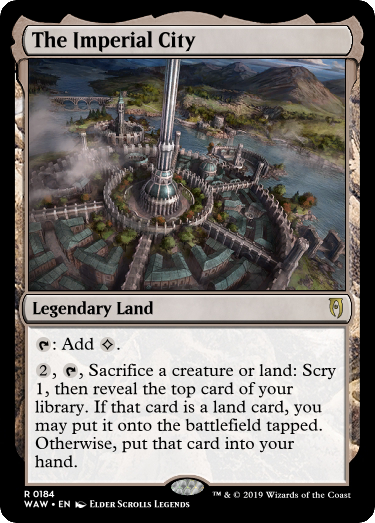 The Imperial City
Legendary Land
: Add .
2, , Sacrifice a creature or land: Scry
1, then reveal the top card of your
library. If that card is a land card, you
may put it onto the battlefield tapped.
Otherwise, put that card into your
hand.
R 0184
WAW • EN Elder Scrolls Legends
™ & © 2019 Wizards of the Coast